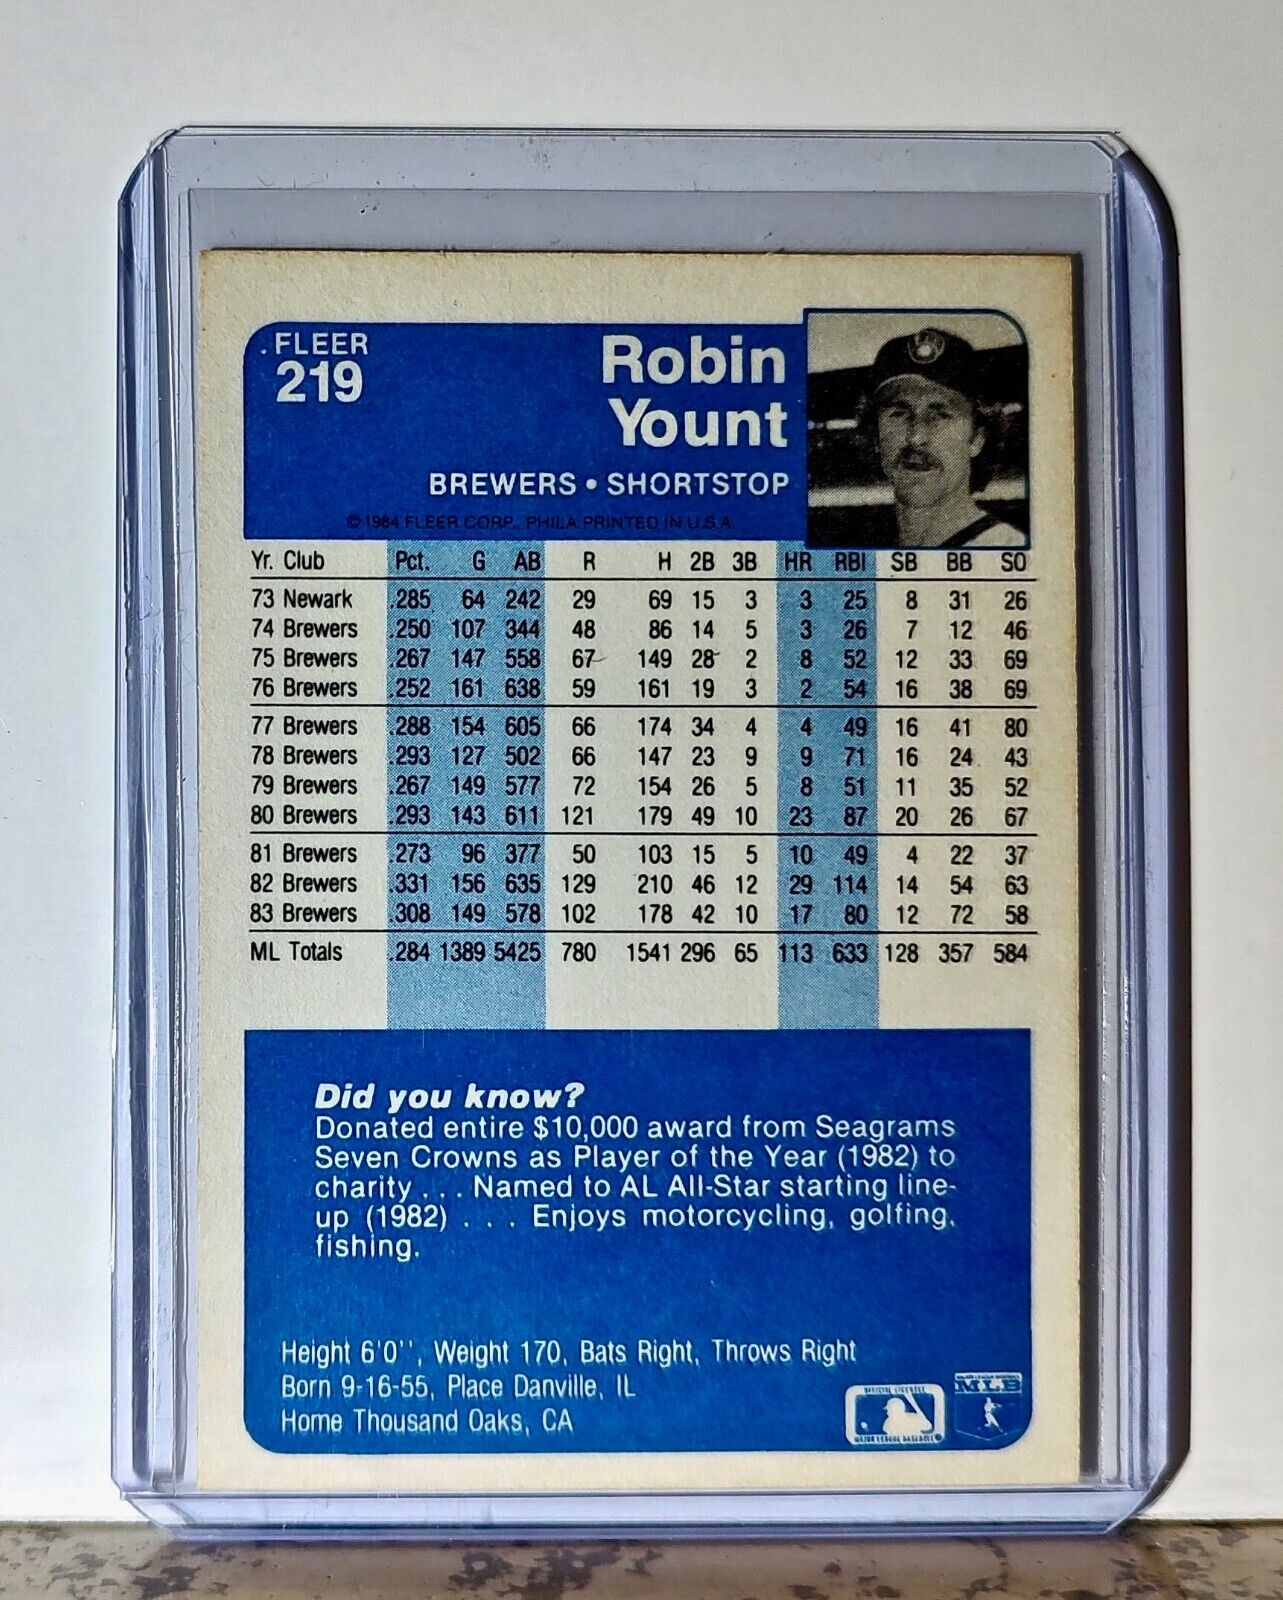 .FLEER
219
Robin
Yount
BREWERS • SHORTSTOP
© 1984 FLEER CORP., PHILA PRINTED IN U.S.A.
Yr. Club Pct. G AB R H 2B 3B HR RBI SB BB SO
73 Newark .285 64 242 29 69 15 3 3 25 8 31 26
74 Brewers .250 107 344 48 86 14 5 3 26 7 12 46
75 Brewers .267 147 558 67 149 28 2 8 52 12 33 69
76 Brewers .252 161 638 59 161 19 3 2 54 16 38 69
77 Brewers .288 154 605 66 174 34 4 4 49 16 41 80
78 Brewers .293 127 502 66 147 23 9 9 71 16 24 43
79 Brewers .267 149 577 72 154 26 5 8 51 11 35 52
80 Brewers .293 143 611 121 179 49 10 23 87 20 26 67
81 Brewers .273 96 377 50 103 15 5 10 49 4 22 37
82 Brewers .331 156 635 129 210 46 12 29 114 14 54 63
83 Brewers .308 149 578 102 178 42 10 17 80 12 72 58
ML Totals .284 1389 5425 780 1541 296 65 113 633 128 357 584
Did you know?
Donated entire $10,000 award from Seagrams
Seven Crowns as Player of the Year (1982) to
charity . . . Named to AL All-Star starting line-
up (1982) . . . Enjoys motorcycling, golfing,
fishing.
Height 6'0", Weight 170, Bats Right, Throws Right
Born 9-16-55, Place Danville, IL
Home Thousand Oaks, CA
OFFICIAL LICENSEE
MAJOR LEAGUE BASEBALL
MAJOR LEAGUE BASEBALL
MLB